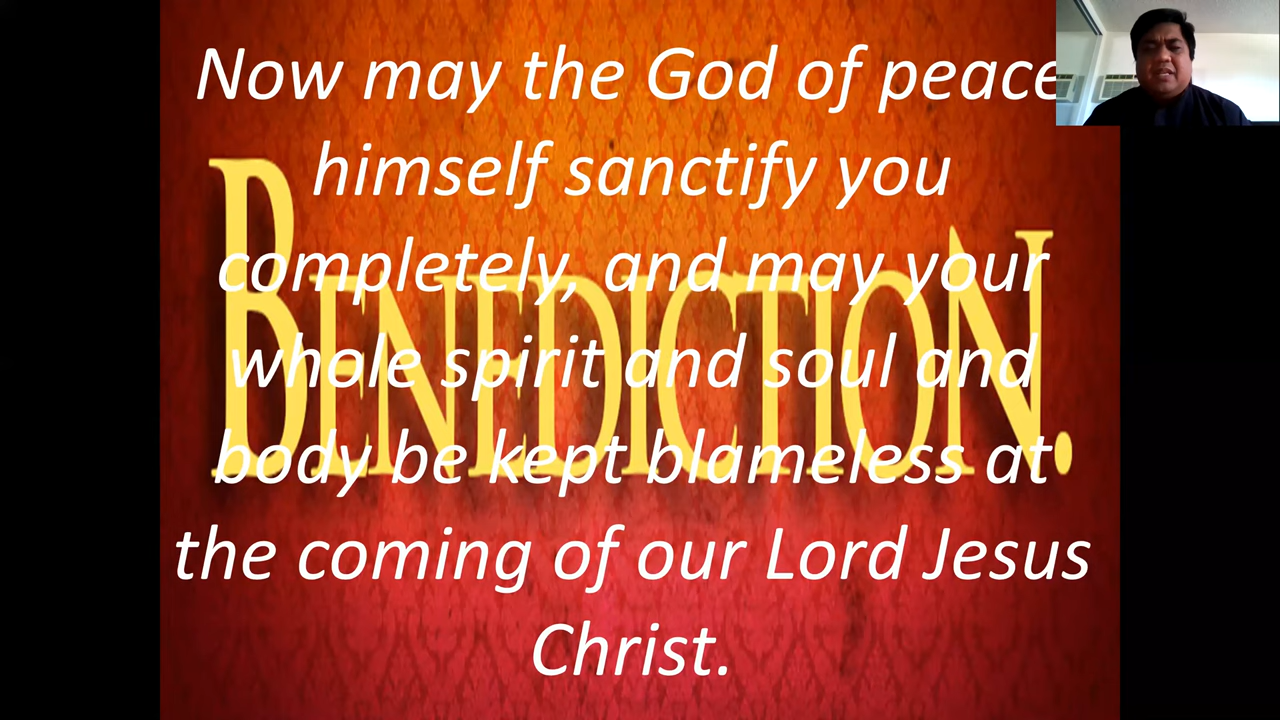 Now may the God of peace
himself sanctify you
completely, and may your
whole spirit and soul and
body be kept blameless at
the coming of our Lord Jesus
Christ.
BENEDICTION.